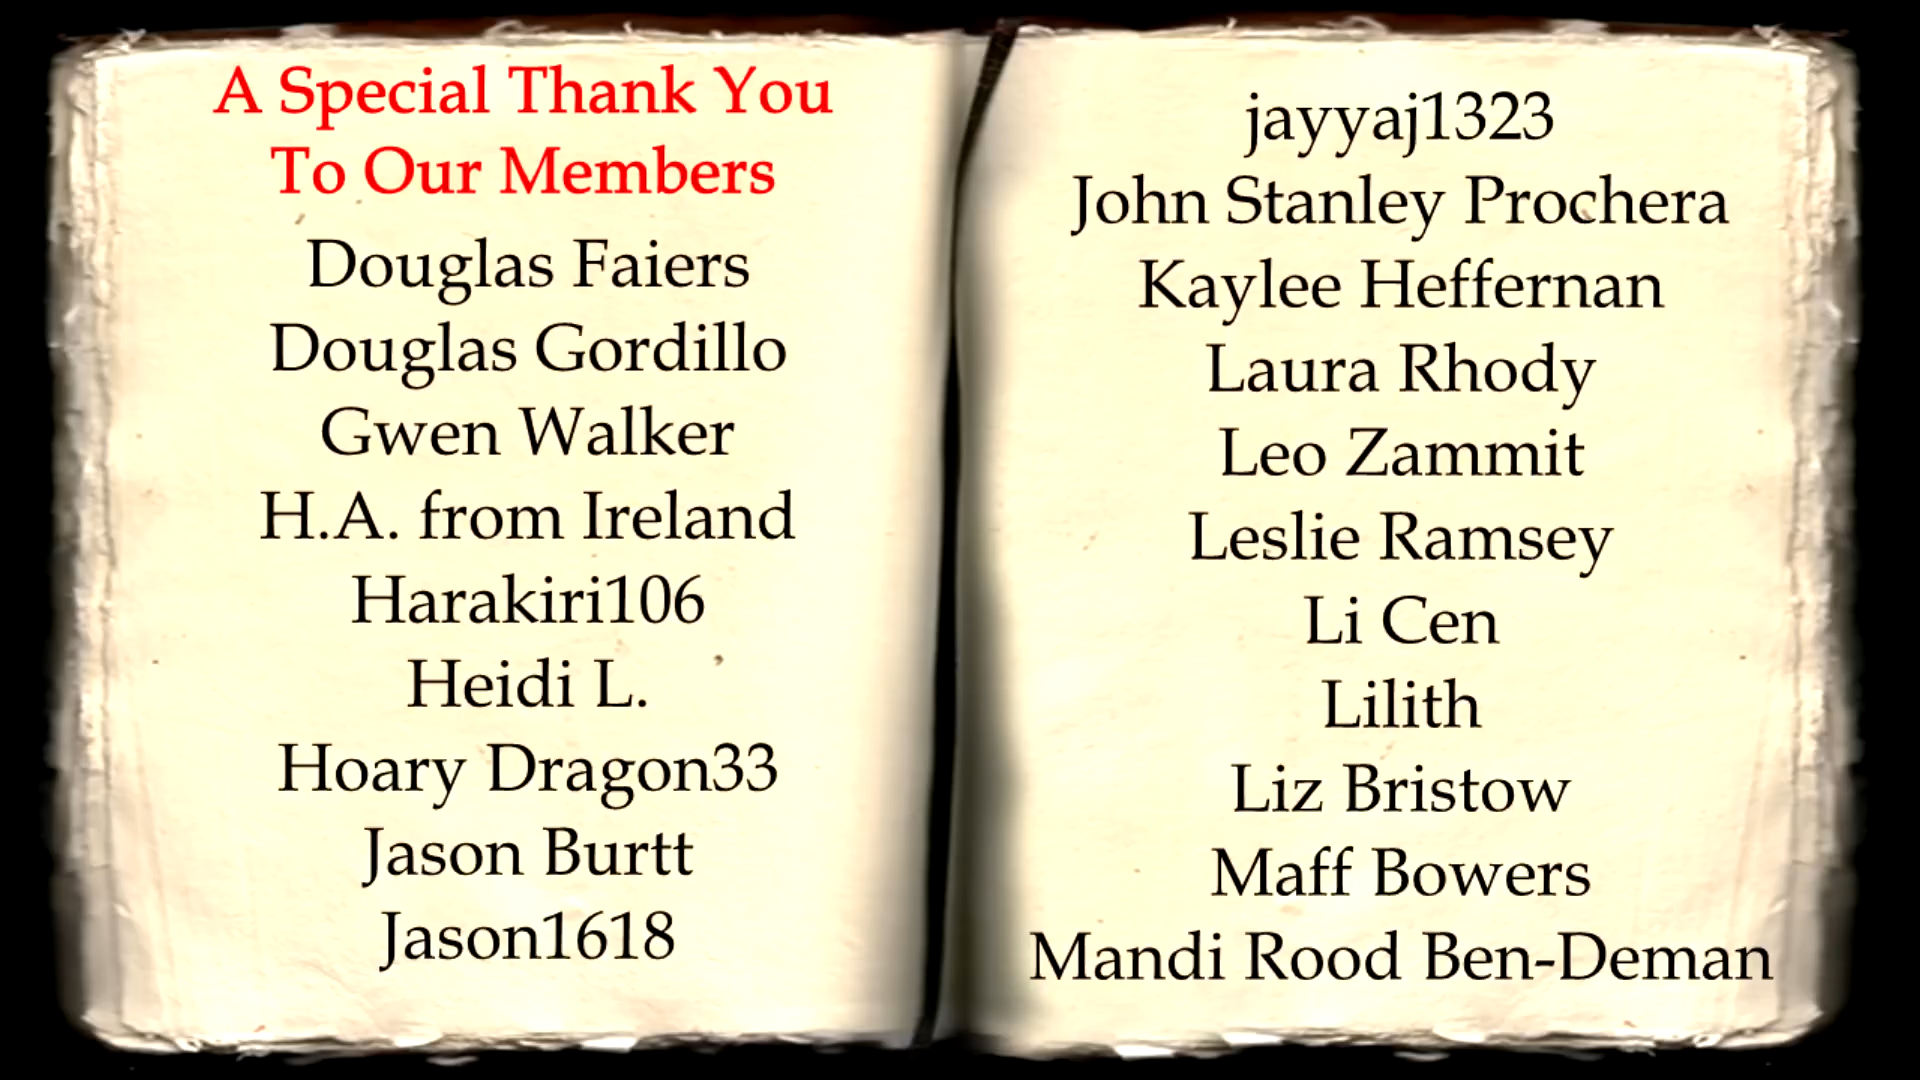 A Special Thank You
To Our Members
Douglas Faiers
Douglas Gordillo
Gwen Walker
H.A. from Ireland
Harakiri106
Heidi L.
Hoary Dragon33
Jason Burtt
Jason1618
jayyaj1323
John Stanley Prochera
Kaylee Heffernan
Laura Rhody
Leo Zammit
Leslie Ramsey
Li Cen
Lilith
Liz Bristow
Maff Bowers
Mandi Rood Ben-Deman